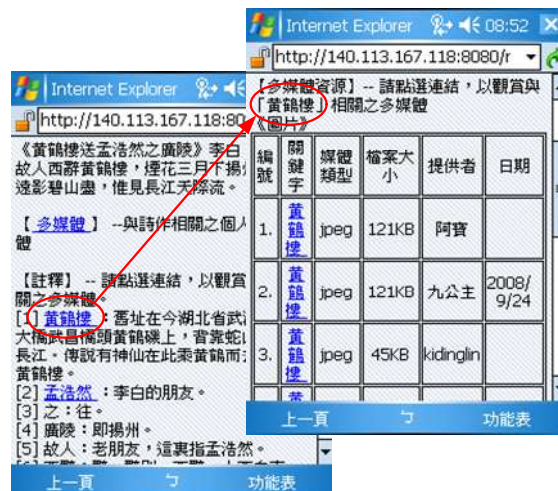 Internet Explorer
http://140.113.167.118:80
《黃鶴樓送孟浩然之廣陵》李白
故人西辭黃鶴樓，煙花三月下揚
遠影碧山盡，惟見長江天際流。
【 多媒體 】 --與詩作相關之個人
體
【註釋】 -- 請點選連結，以觀賞
關之多媒體。
[1] 黃鶴樓 ：舊址在今湖北省武
大橋武昌橋頭黃鶴磯上，背靠蛇山
長江。傳說有神仙在此乘黃鶴而
黃鶴樓。
[2] 孟浩然 ：李白的朋友。
[3] 之：往。
[4] 廣陵：即揚州。
[5] 故人：老朋友，這裏指孟浩然。
上一頁 功能表
Internet Explorer 08:52
http://140.113.167.118:8080/r
【多媒體資源】 -- 請點選連結，以觀賞與
「黃鶴樓」相關之多媒體
《圖片》
編號 關鍵字 媒體類型 檔案大小 提供者 日期
1. 黃鶴樓 jpeg 121KB 阿寶
2. 黃鶴樓 jpeg 121KB 九公主 2008/9/24
3. 黃鶴樓 jpeg 45KB kidinglin
黃
上一頁 功能表